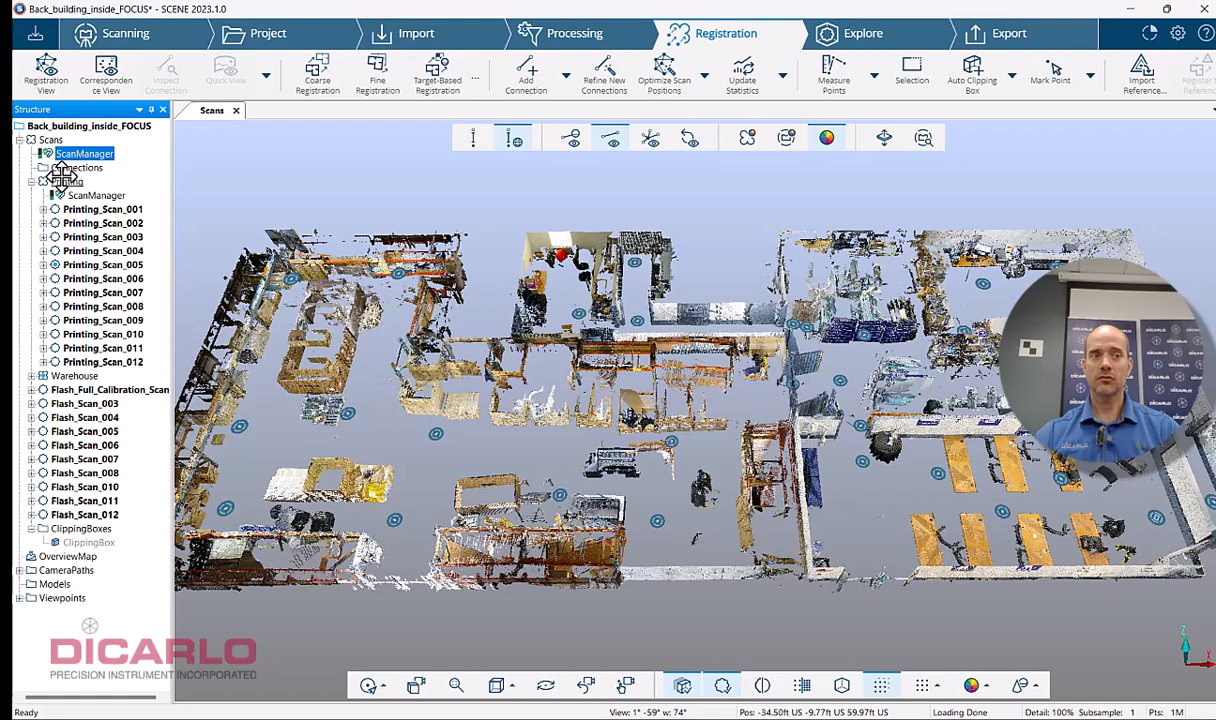 Back_building_inside_FOCUS* - SCENE 2023.1.0
Scanning
Project
Import
Processing
Registration
Explore
Export
Registration View
Corresponden ce View
Inspect Connection
Quick View
Coarse Registration
Fine Registration
Target-Based Registration
...
Add Connection
Refine New Connections
Optimize Scan Positions
Update Statistics
Measure Points
Selection
Auto Clipping Box
Mark Point
Import Reference...
Structure
Scans
Back_building_inside_FOCUS
Scans
ScanManager
ScanManager
Printing_Scan_001
Printing_Scan_002
Printing_Scan_003
Printing_Scan_004
Printing_Scan_005
Printing_Scan_006
Printing_Scan_007
Printing_Scan_008
Printing_Scan_009
Printing_Scan_010
Printing_Scan_011
Printing_Scan_012
Warehouse
Flash_Full_Calibration_Scan
Flash_Scan_003
Flash_Scan_004
Flash_Scan_005
Flash_Scan_006
Flash_Scan_007
Flash_Scan_008
Flash_Scan_010
Flash_Scan_011
Flash_Scan_012
ClippingBoxes
ClippingBox
OverviewMap
CameraPaths
Models
Viewpoints
DICARLO
PRECISION INSTRUMENT INCORPORATED
DICARLO
DICARLO
DICARLO
Z
X
Ready
View: 1° -59° w: 74°
Pos: -34.50ft US -9.77ft US 59.97ft US
Loading Done
Detail: 100%
Subsample: 1
Pts: 1M